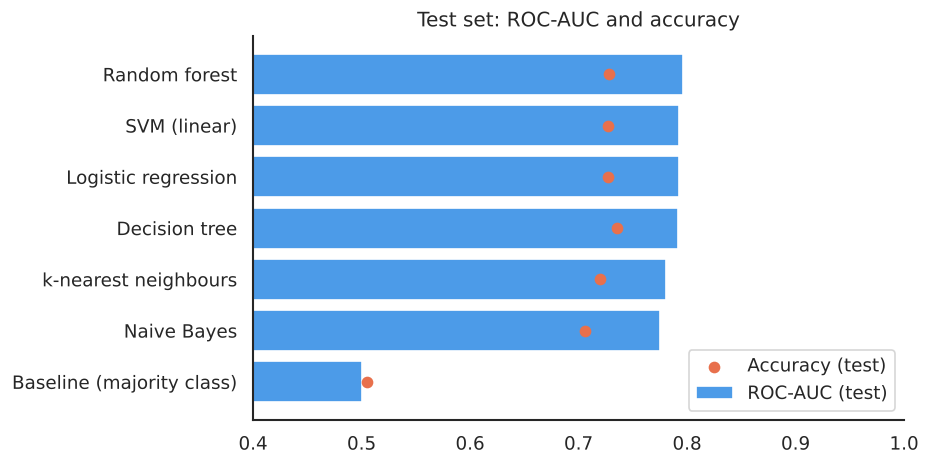 Test set: ROC-AUC and accuracy
Random forest
SVM (linear)
Logistic regression
Decision tree
k-nearest neighbours
Naive Bayes
Baseline (majority class)
Accuracy (test)
ROC-AUC (test)
0.4 0.5 0.6 0.7 0.8 0.9 1.0